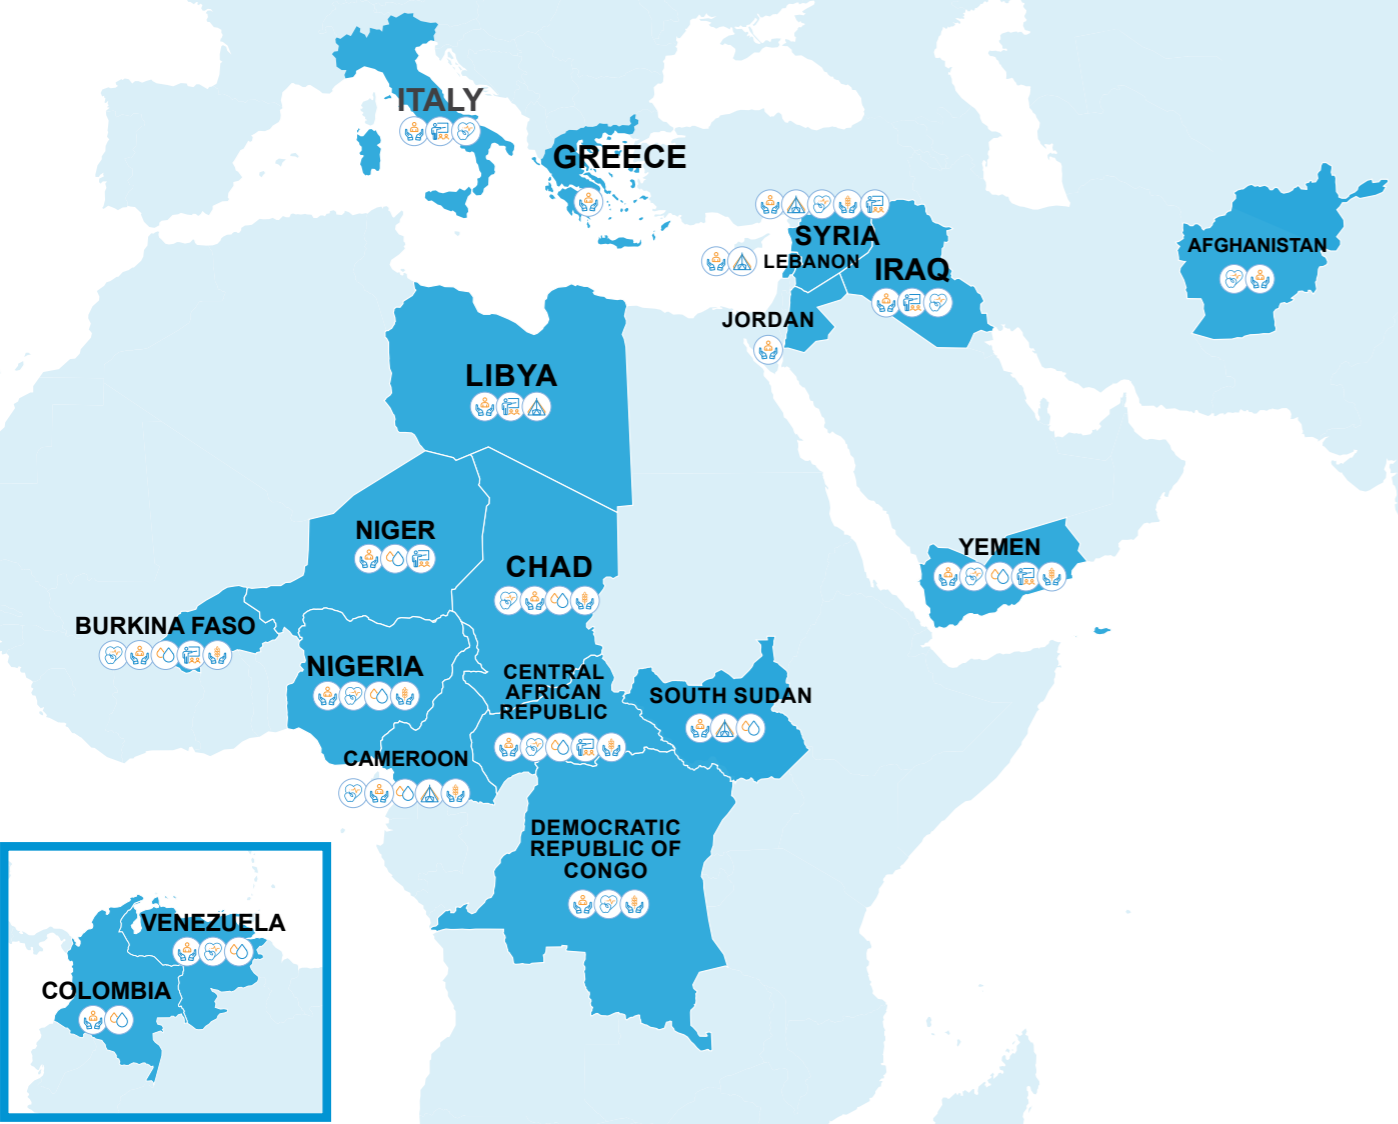 ITALY
GREECE
SYRIA
LEBANON
IRAQ
AFGHANISTAN
JORDAN
LIBYA
NIGER
CHAD
YEMEN
BURKINA FASO
NIGERIA
CENTRAL
AFRICAN
REPUBLIC
SOUTH SUDAN
CAMEROON
DEMOCRATIC
REPUBLIC OF
CONGO
VENEZUELA
COLOMBIA